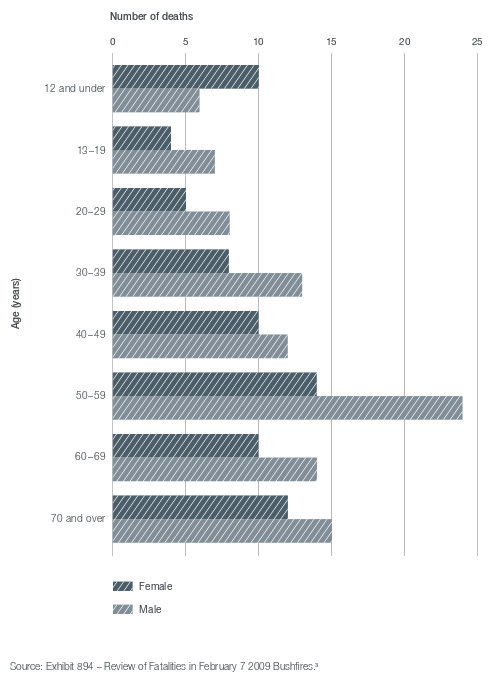 Number of deaths
0 5 10 15 20 25
12 and under
13–19
20–29
30–39
40–49
50–59
60–69
70 and over
Age (years)
Female
Male
Source: Exhibit 894 – Review of Fatalities in February 7 2009 Bushfires.³